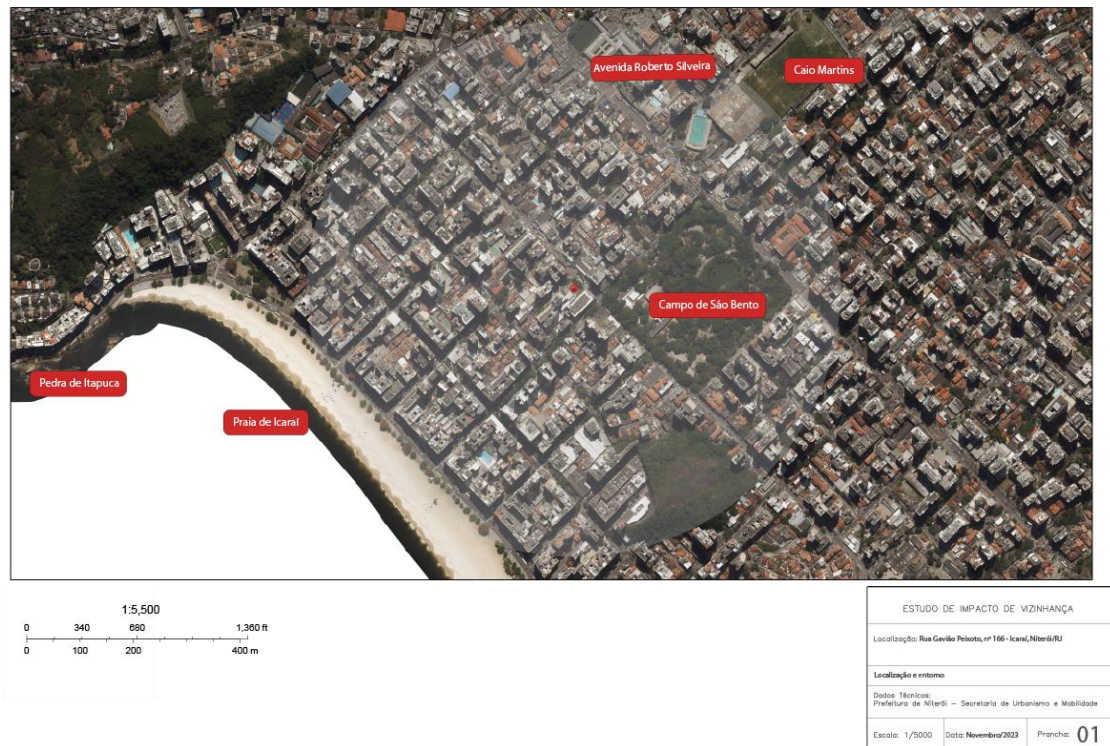 Avenida Roberto Silveira
Caio Martins
Campo de São Bento
Pedra de Itapuca
Praia de Icaraí
1:5,500
0 340 680 1,360 ft
0 100 200 400 m
ESTUDO DE IMPACTO DE VIZINHANÇA
Localização: Rua Gavião Peixoto, nº 166 - Icaraí, Niterói/RJ
Localização e entorno
Dados Técnicos:
Prefeitura de Niterói – Secretaria de Urbanismo e Mobilidade
Escala: 1/5000 Data: Novembro/2023 Prancha: 01